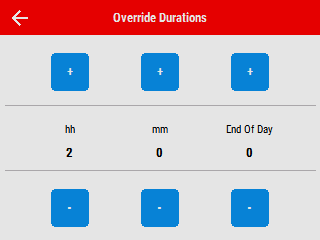 Override Durations
+ + +
hh mm End Of Day
2 0 0
- - -